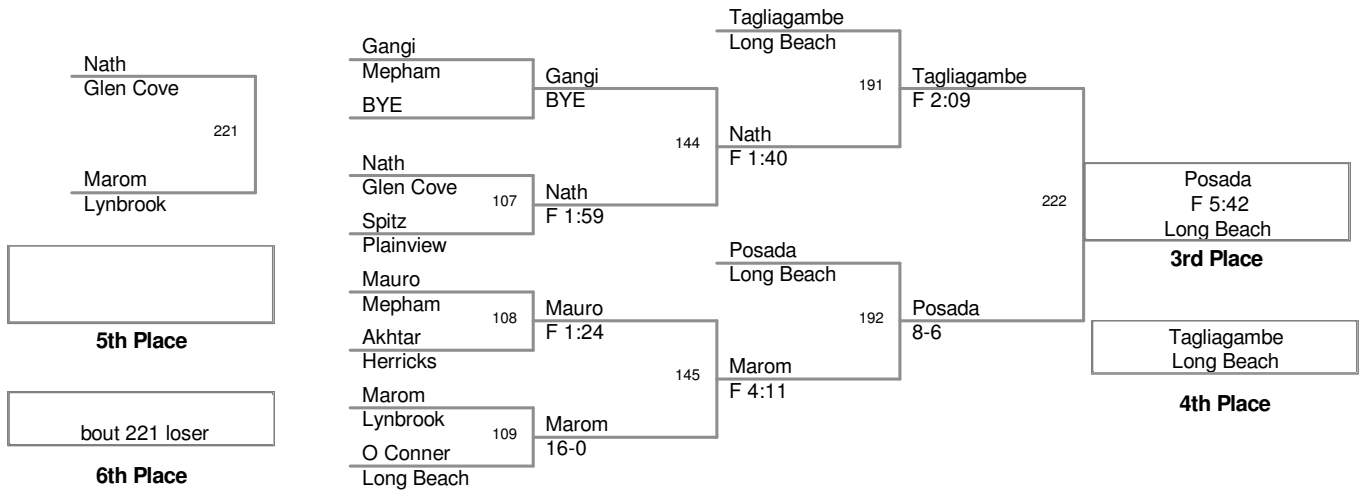 Nath
Glen Cove
221
Marom
Lynbrook
5th Place
bout 221 loser
6th Place
Gangi
Mepham
BYE
Nath
Glen Cove
107
Spitz
Plainview
Mauro
Mepham
108
Akhtar
Herricks
Marom
Lynbrook
109
O Conner
Long Beach
Gangi
BYE
144
Nath
F 1:59
Mauro
F 1:24
145
Marom
16-0
Tagliagambe
Long Beach
191
Nath
F 1:40
Posada
Long Beach
192
Marom
F 4:11
Tagliagambe
F 2:09
222
Posada
8-6
Posada
F 5:42
Long Beach
3rd Place
Tagliagambe
Long Beach
4th Place